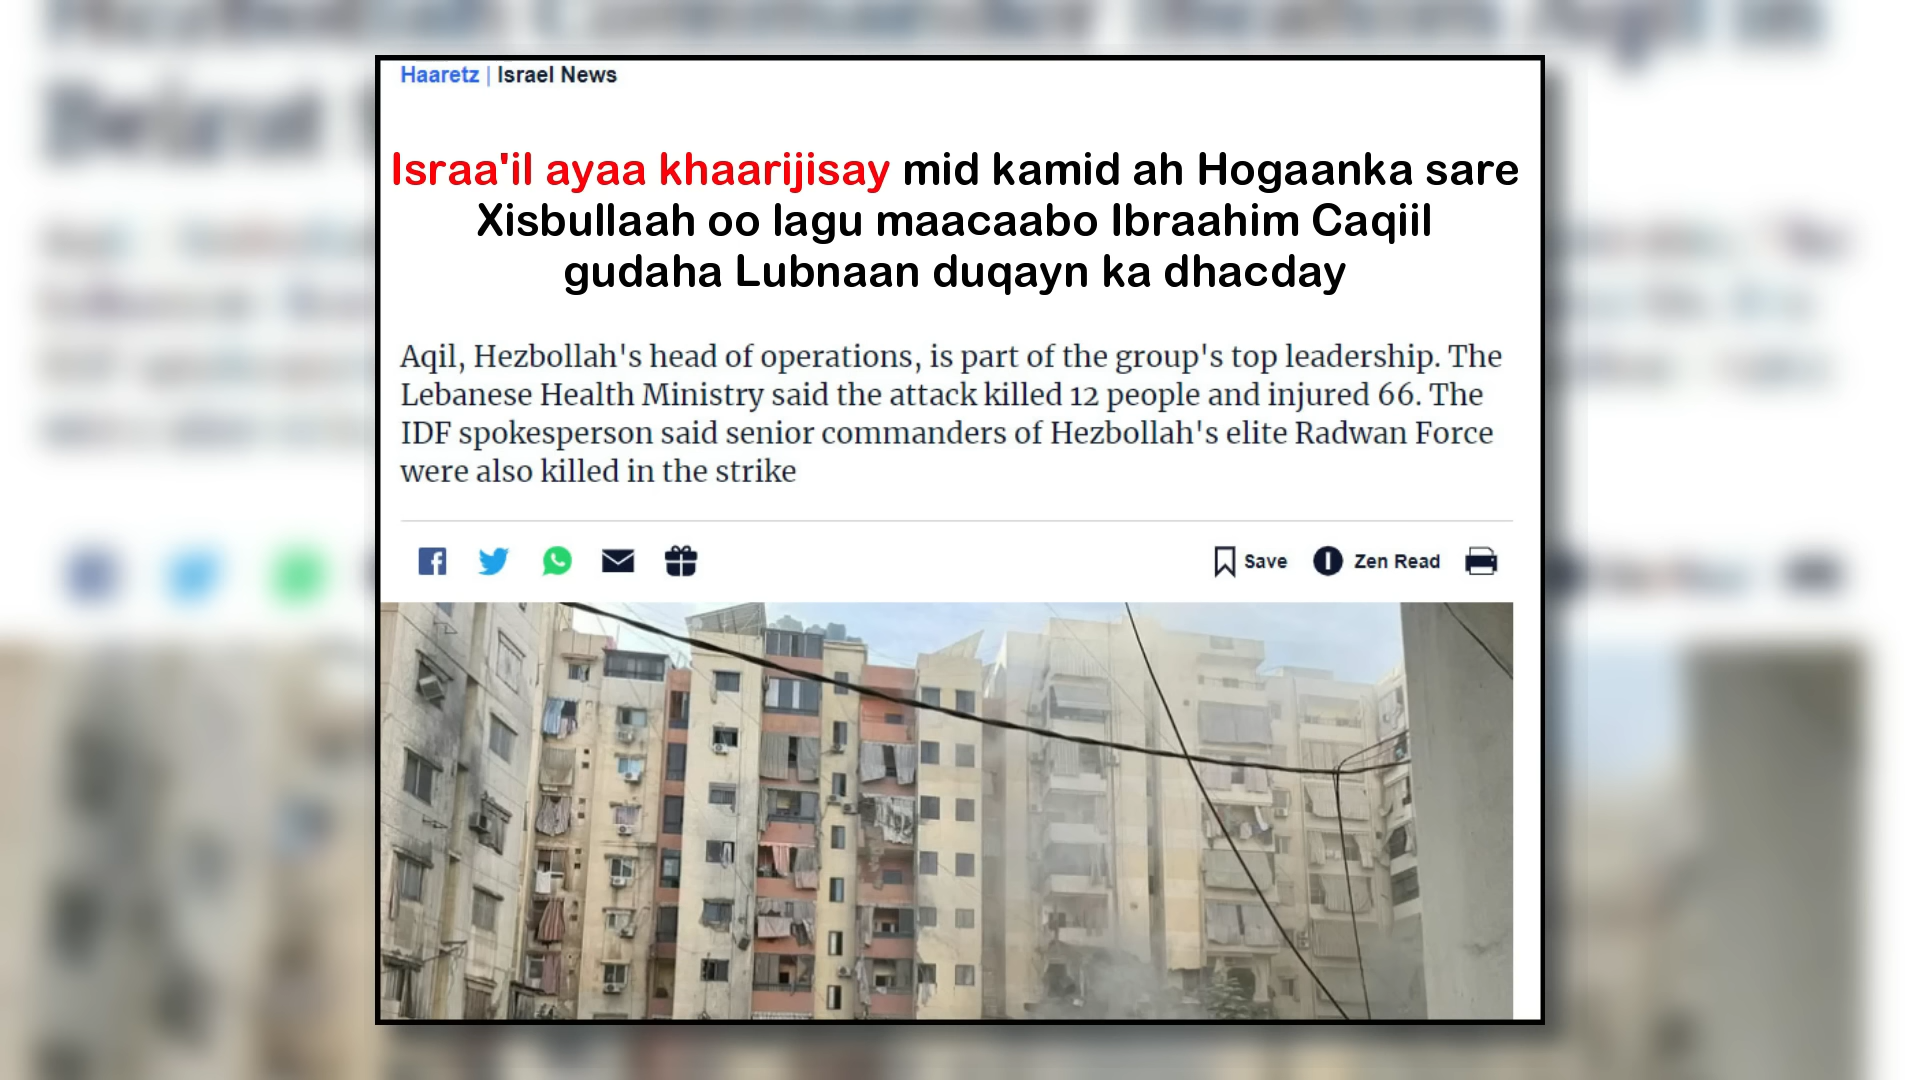 Haaretz | Israel News
Israa'il ayaa khaarijisay mid kamid ah Hogaanka sare
Xisbullaah oo lagu maacaabo Ibraahim Caqiil
gudaha Lubnaan duqayn ka dhacday
Aqil, Hezbollah's head of operations, is part of the group's top leadership. The
Lebanese Health Ministry said the attack killed 12 people and injured 66. The
IDF spokesperson said senior commanders of Hezbollah's elite Radwan Force
were also killed in the strike
Save Zen Read